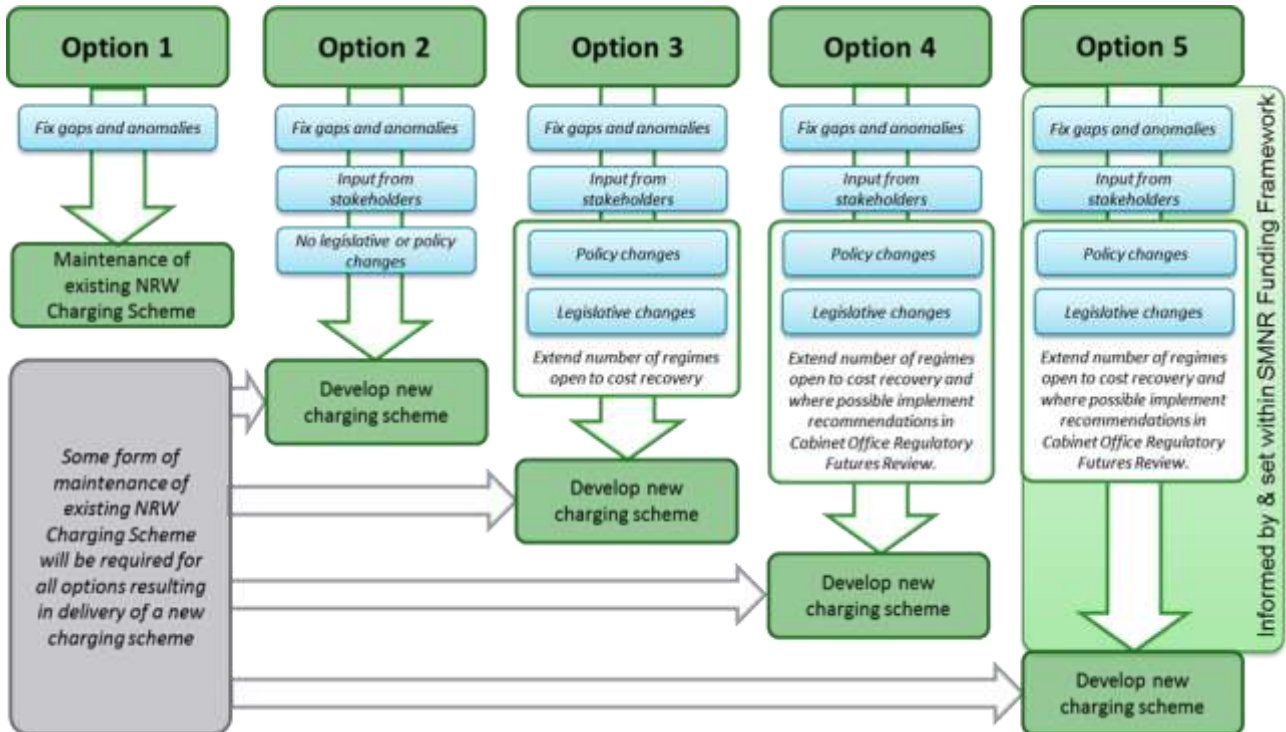 Option 1
Fix gaps and anomalies
Maintenance of
existing NRW
Charging Scheme
Some form of
maintenance of
existing NRW
Charging Scheme
will be required for
all options resulting
in delivery of a new
charging scheme
Option 2
Fix gaps and anomalies
Input from
stakeholders
No legislative or policy
changes
Develop new
charging scheme
Option 3
Fix gaps and anomalies
Input from
stakeholders
Policy changes
Legislative changes
Extend number of regimes
open to cost recovery
Develop new
charging scheme
Option 4
Fix gaps and anomalies
Input from
stakeholders
Policy changes
Legislative changes
Extend number of regimes
open to cost recovery and
where possible implement
recommendations in
Cabinet Office Regulatory
Futures Review.
Develop new
charging scheme
Option 5
Fix gaps and anomalies
Input from
stakeholders
Policy changes
Legislative changes
Extend number of regimes
open to cost recovery and
where possible implement
recommendations in
Cabinet Office Regulatory
Futures Review.
Develop new
charging scheme
Informed by & set within SMNR Funding Framework